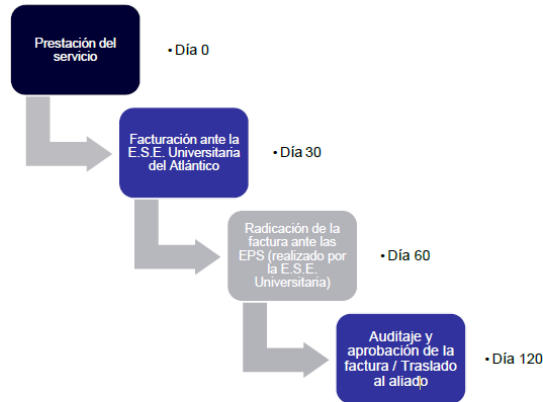 Prestación del
servicio
• Día 0
Facturación ante la
E.S.E. Universitaria
del Atlántico
• Día 30
Radicación de la
factura ante las
EPS (realizado por
la E.S.E.
Universitaria)
• Día 60
Auditaje y
aprobación de la
factura / Traslado
al aliado
• Día 120